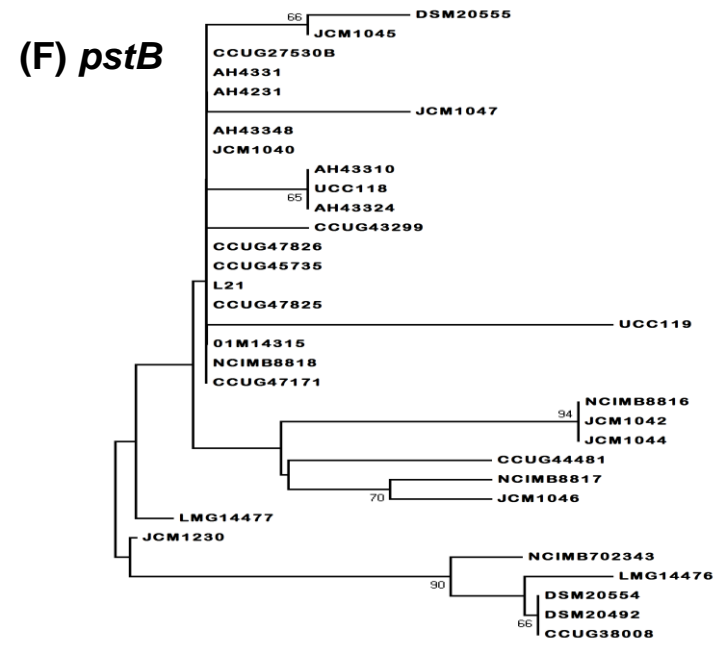 (F) pstB
66
DSM20555
JCM1045
CCUG27530B
AH4331
AH4231
JCM1047
AH43348
JCM1040
AH43310
UCC118
65
AH43324
CCUG43299
CCUG47826
CCUG45735
L21
CCUG47825
UCC119
01M14315
NCIMB8818
CCUG47171
NCIMB8816
94
JCM1042
JCM1044
CCUG44481
NCIMB8817
70
JCM1046
LMG14477
JCM1230
NCIMB702343
90
LMG14476
DSM20554
DSM20492
66
CCUG38008